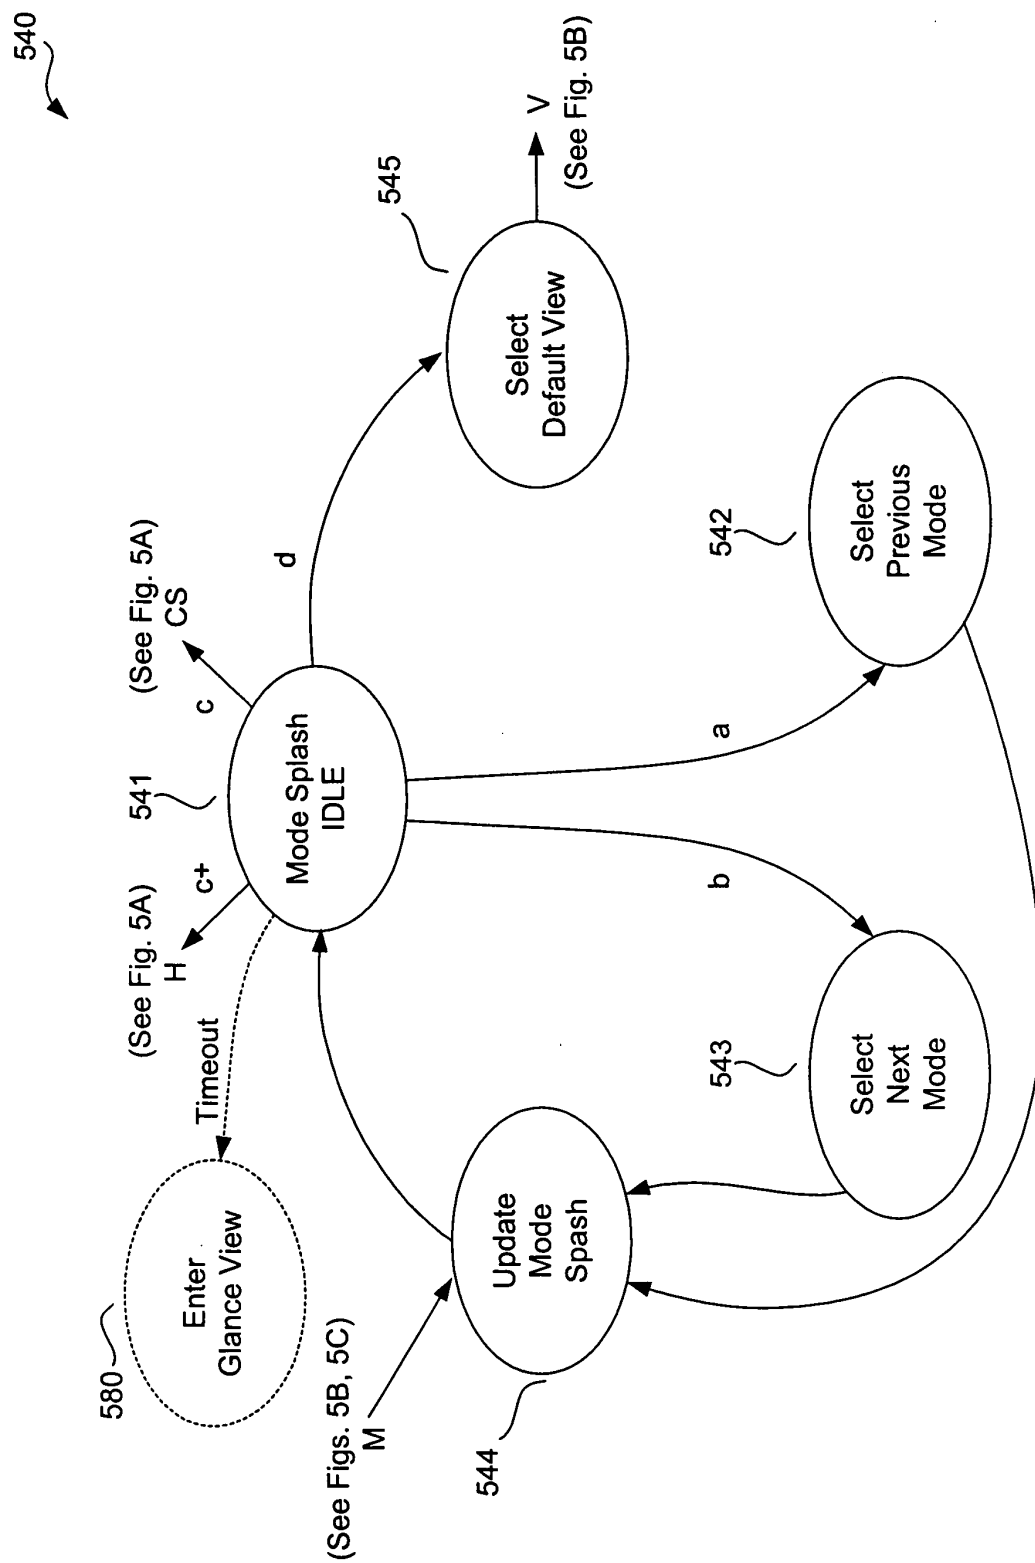 540
580
Enter
Glance View
Timeout
(See Fig. 5A)
H
c+
541
(See Fig. 5A)
CS
c
Mode Splash
IDLE
d
545
Select
Default View
V
(See Fig. 5B)
(See Figs. 5B, 5C)
M
544
Update
Mode
Spash
b
a
543
Select
Next
Mode
542
Select
Previous
Mode